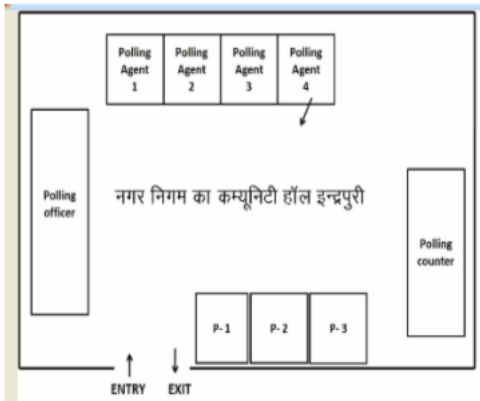 Polling Agent 1
Polling Agent 2
Polling Agent 3
Polling Agent 4
Polling officer
नगर निगम का कम्यूनिटी हॉल इन्द्रपुरी
Polling counter
P-1
P-2
P-3
ENTRY
EXIT